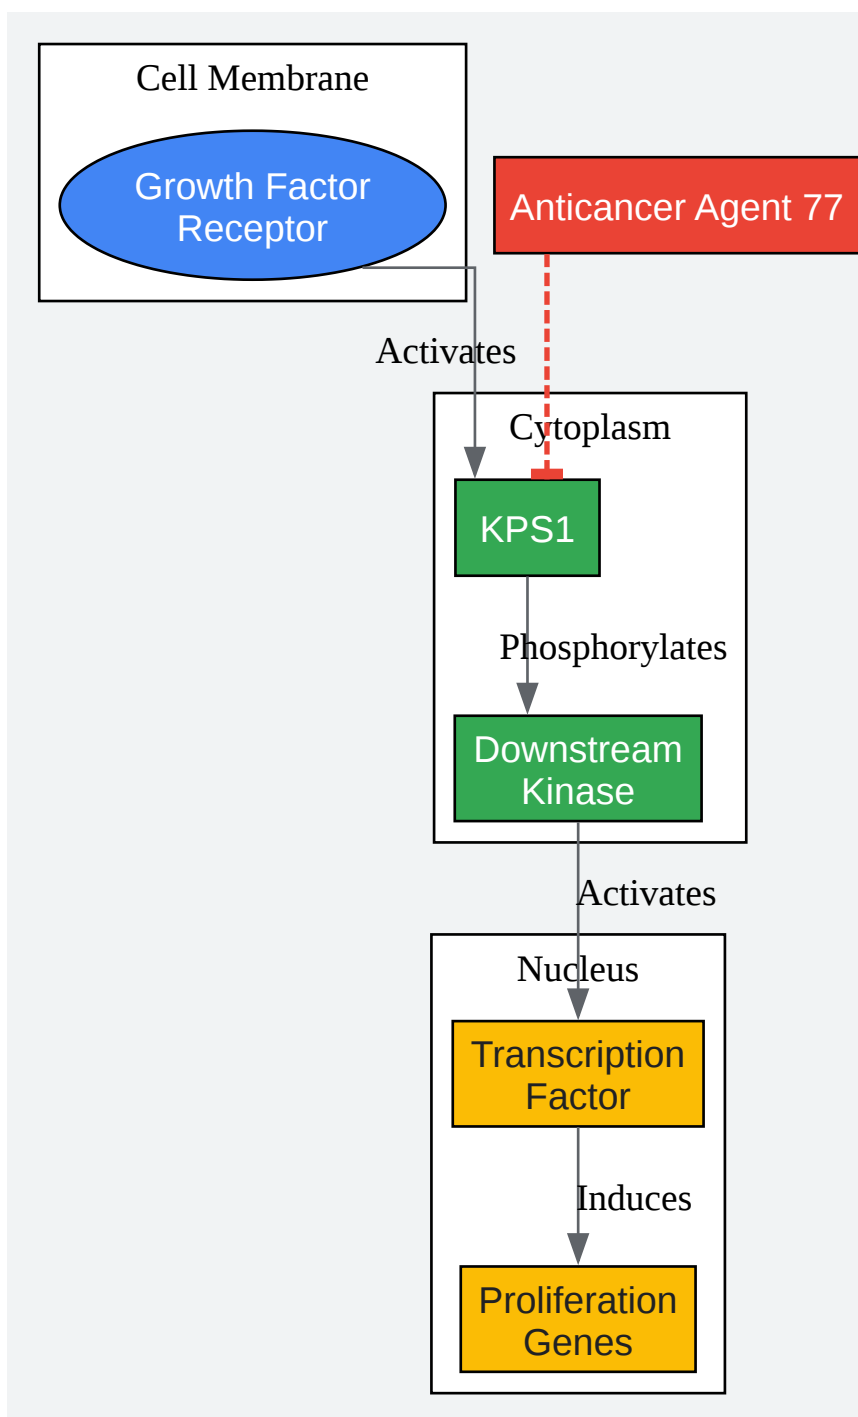 Cell Membrane
Growth Factor
Receptor
Anticancer Agent 77
Activates
Cytoplasm
KPS1
Phosphorylates
Downstream
Kinase
Activates
Nucleus
Transcription
Factor
Induces
Proliferation
Genes